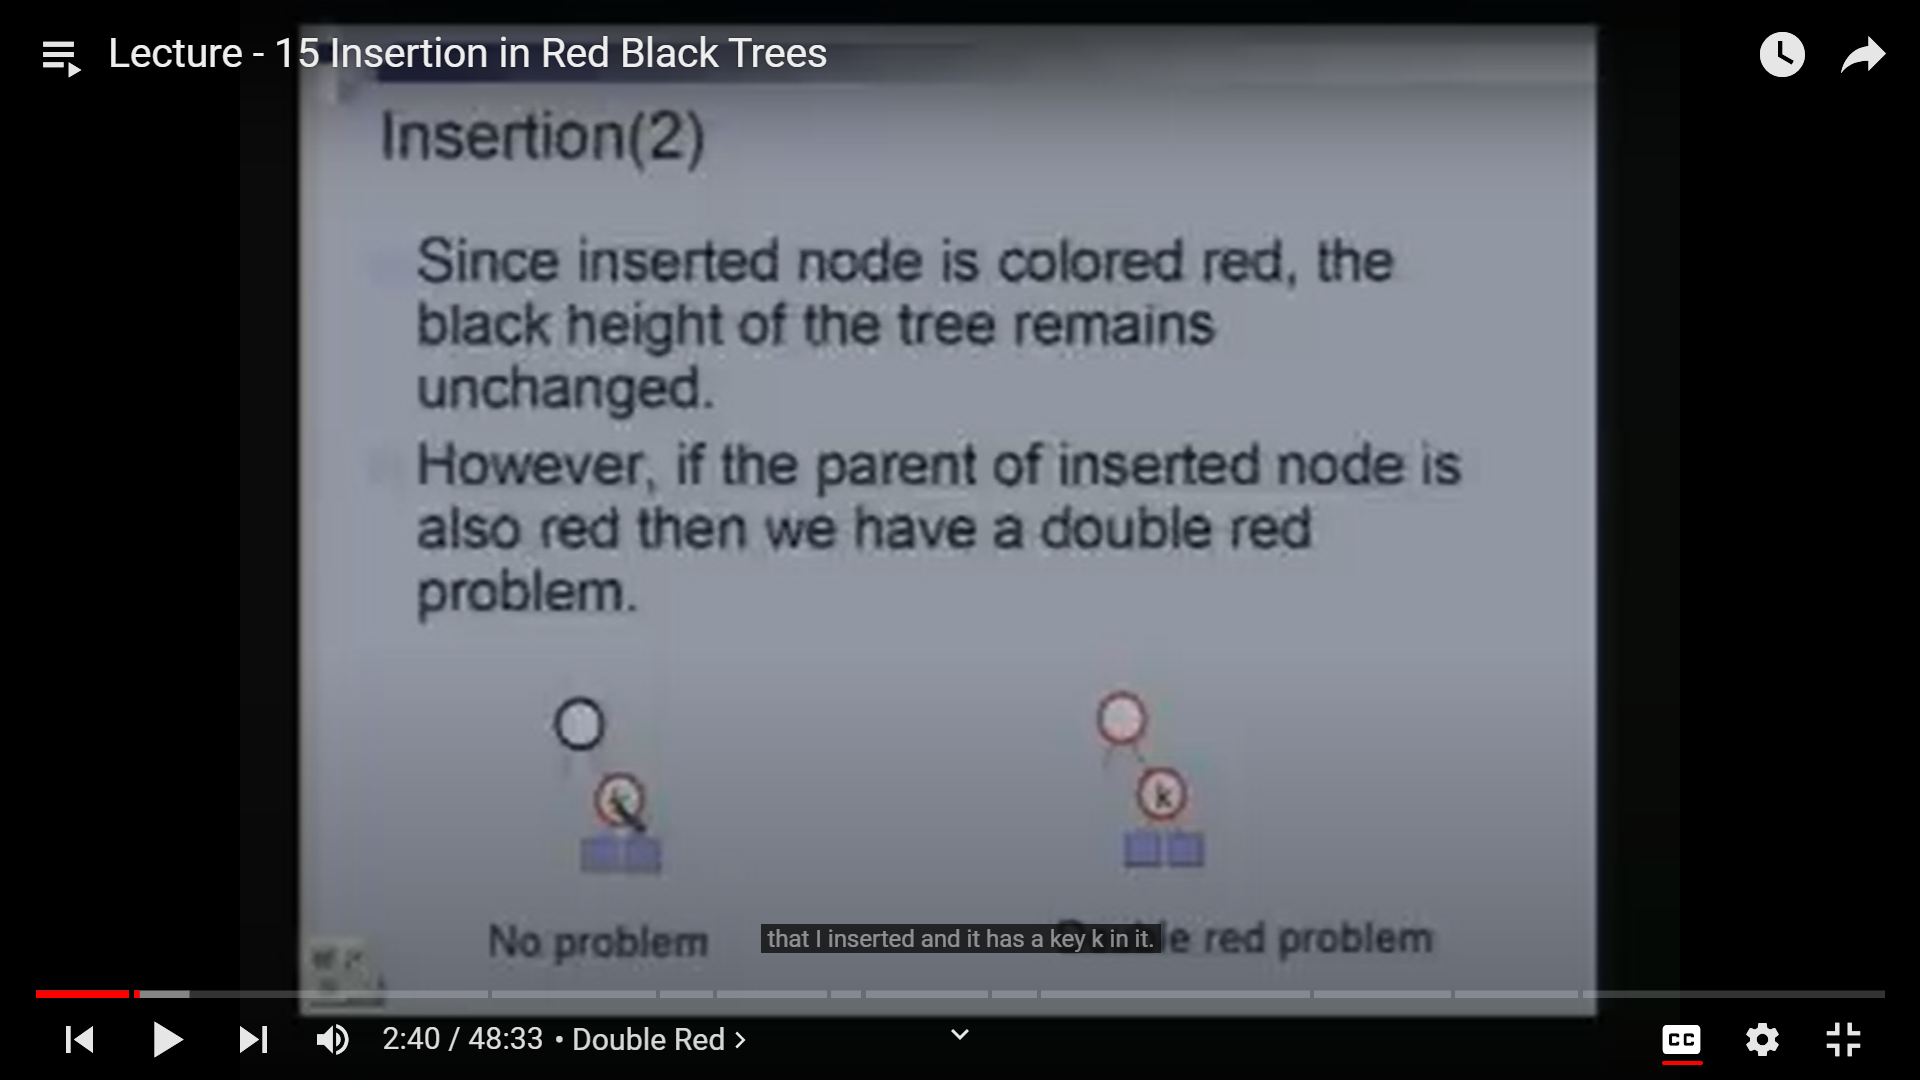 Lecture - 15 Insertion in Red Black Trees
Insertion(2)
Since inserted node is colored red, the
black height of the tree remains
unchanged.
However, if the parent of inserted node is
also red then we have a double red
problem.
k
k
No problem
Double red problem
that I inserted and it has a key k in it.
2:40 / 48:33 • Double Red
CC